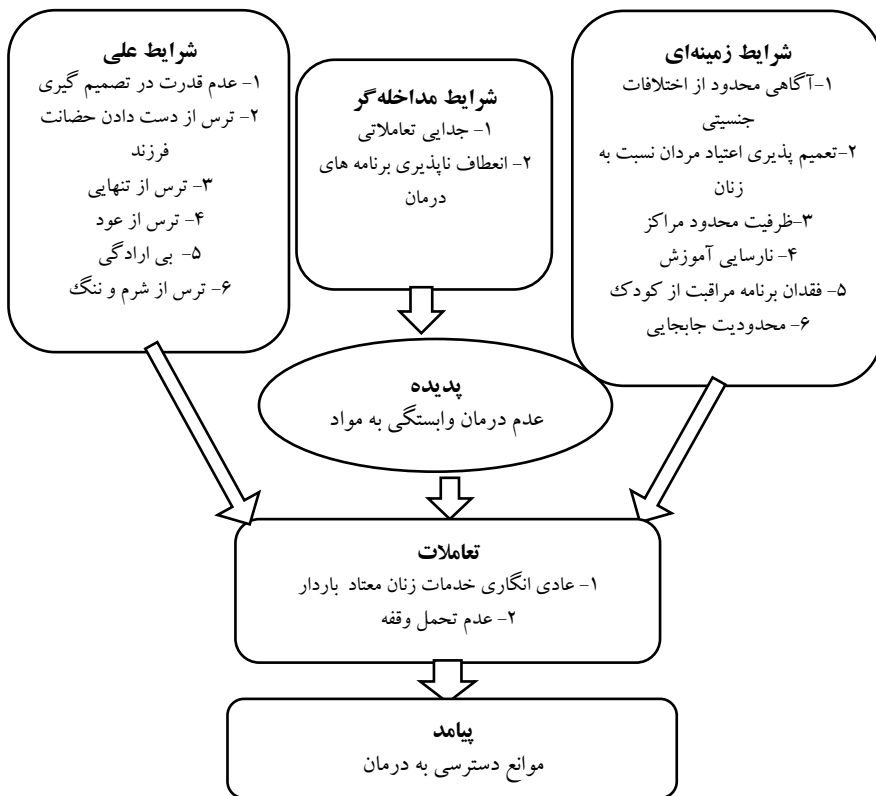 شرایط زمینه‌ای
۱-آگاهی محدود از اختلافات
جنسیتی
۲-تعمیم پذیری اعتیاد مردان نسبت به
زنان
۳-ظرفیت محدود مراکز
۴- نارسایی آموزش
۵- فقدان برنامه مراقبت از کودک
۶- محدودیت جابجایی
شرایط مداخله‌گر
۱- جدایی تعاملاتی
۲- انعطاف ناپذیری برنامه های
درمان
شرایط علی
۱- عدم قدرت در تصمیم گیری
۲- ترس از دست دادن حضانت
فرزند
۳- ترس از تنهایی
۴- ترس از عود
۵- بی ارادگی
۶- ترس از شرم و ننگ
پدیده
عدم درمان وابستگی به مواد
تعاملات
۱- عادی انگاری خدمات زنان معتاد باردار
۲- عدم تحمل وقفه
پیامد
موانع دسترسی به درمان